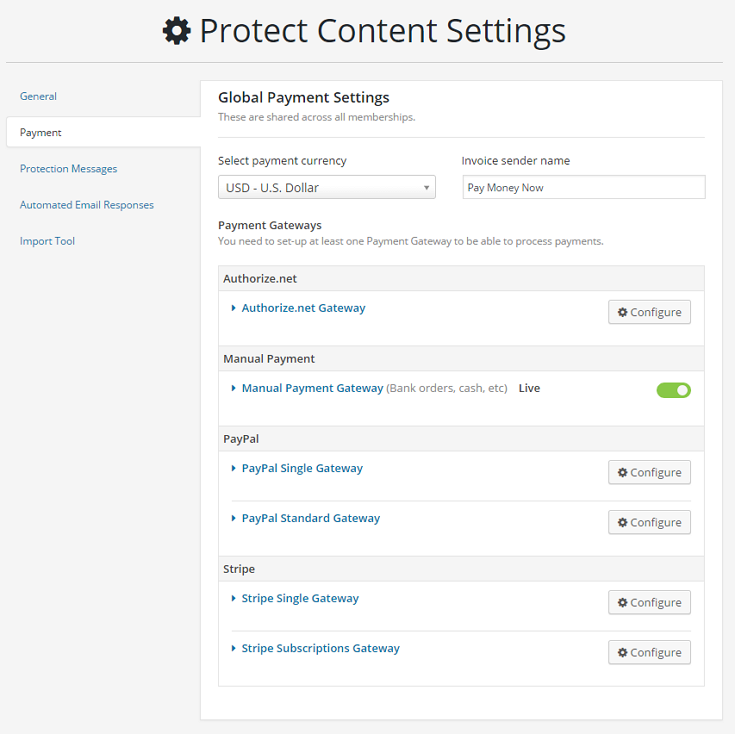 Protect Content Settings
General
Payment
Protection Messages
Automated Email Responses
Import Tool
Global Payment Settings
These are shared across all memberships.
Select payment currency
Invoice sender name
USD - U.S. Dollar
Pay Money Now
Payment Gateways
You need to set-up at least one Payment Gateway to be able to process payments.
Authorize.net
Authorize.net Gateway
Configure
Manual Payment
Manual Payment Gateway (Bank orders, cash, etc) Live
PayPal
PayPal Single Gateway
Configure
PayPal Standard Gateway
Configure
Stripe
Stripe Single Gateway
Configure
Stripe Subscriptions Gateway
Configure